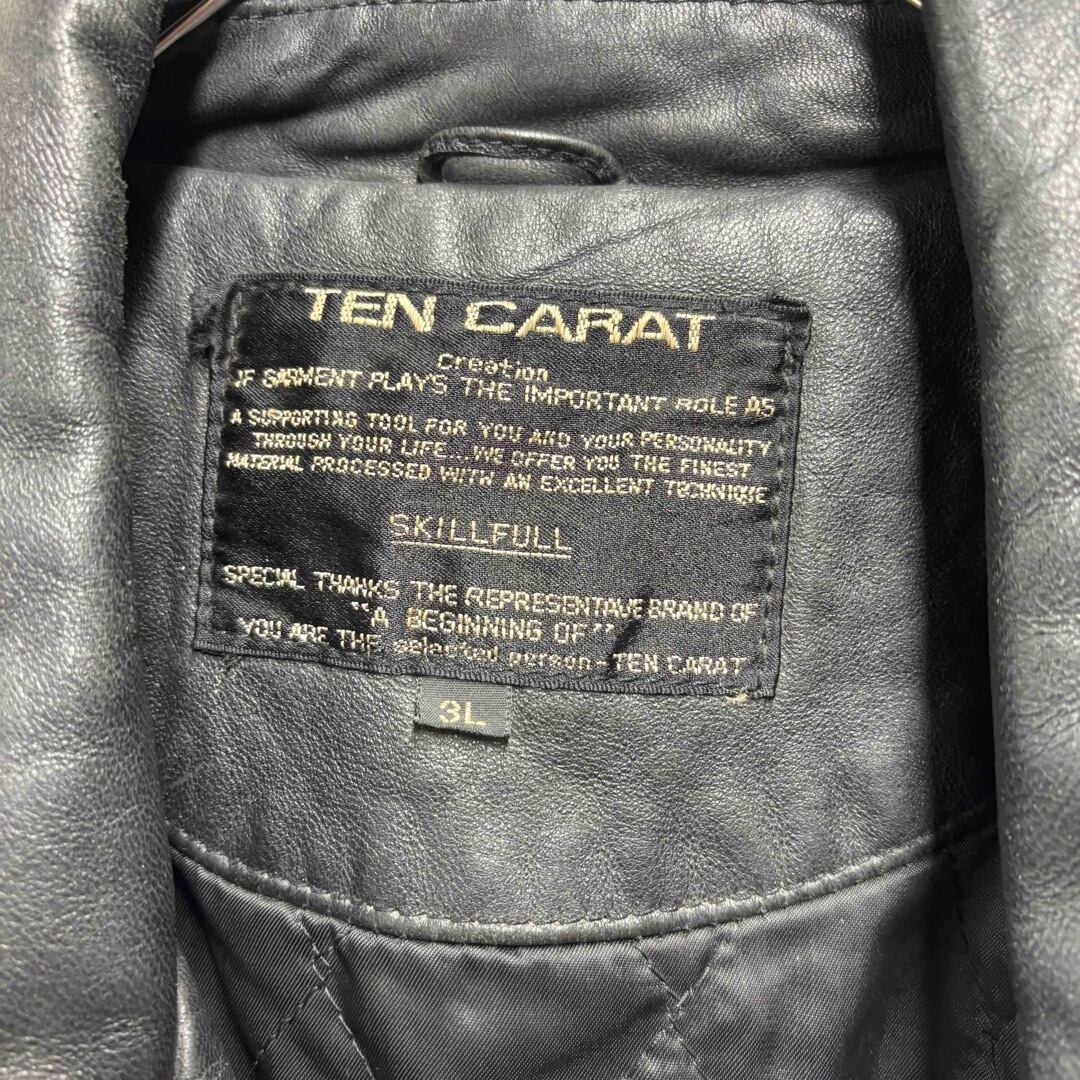 TEN CARAT
Creation
OF GARMENT PLAYS THE IMPORTANT ROLE AS
A SUPPORTING TOOL FOR YOU AND YOUR PERSONALITY
THROUGH YOUR LIFE...WE OFFER YOU THE FINEST
MATERIAL PROCESSED WITH AN EXCELLENT TECHNIQUE
SKILLFULL
SPECIAL THANKS THE REPRESENTAVE BRAND OF
"A BEGINNING OF"
YOU ARE THE selected person - TEN CARAT
3L